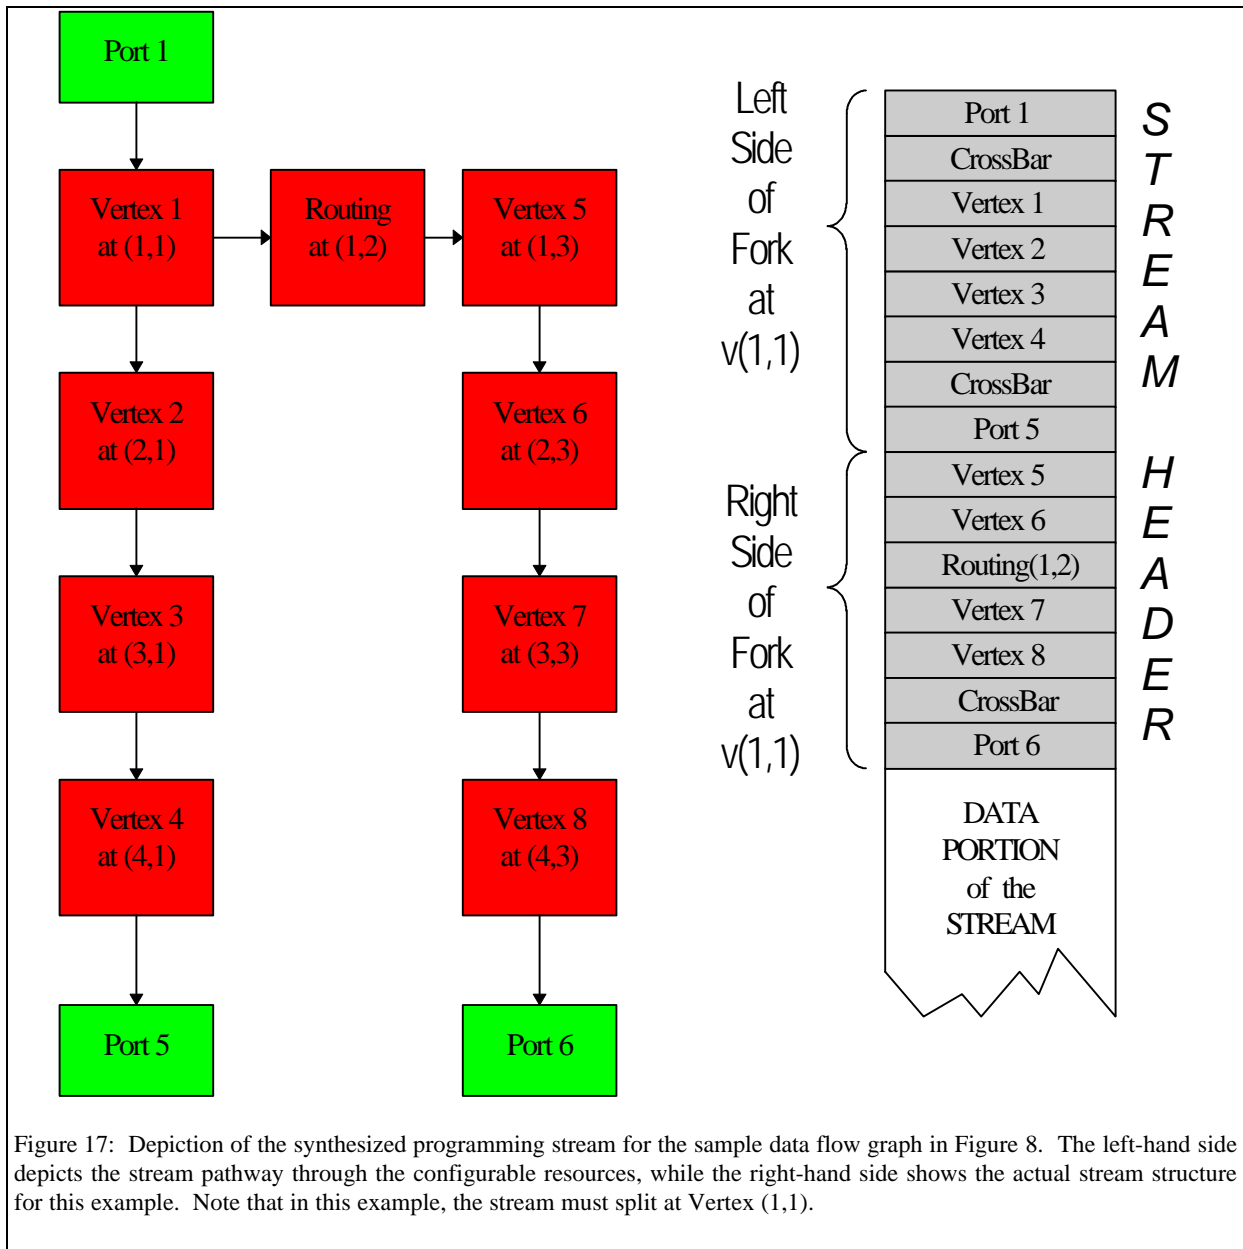 Port 1
Vertex 1
at (1,1)
Routing
at (1,2)
Vertex 5
at (1,3)
Vertex 2
at (2,1)
Vertex 6
at (2,3)
Vertex 3
at (3,1)
Vertex 7
at (3,3)
Vertex 4
at (4,1)
Vertex 8
at (4,3)
Port 5
Port 6
Left
Side
of
Fork
at
v(1,1)
Right
Side
of
Fork
at
v(1,1)
Port 1
CrossBar
Vertex 1
Vertex 2
Vertex 3
Vertex 4
CrossBar
Port 5
Vertex 5
Vertex 6
Routing(1,2)
Vertex 7
Vertex 8
CrossBar
Port 6
DATA
PORTION
of the
STREAM
STREAM HEADER
Figure 17: Depiction of the synthesized programming stream for the sample data flow graph in Figure 8. The left-hand side
depicts the stream pathway through the configurable resources, while the right-hand side shows the actual stream structure
for this example. Note that in this example, the stream must split at Vertex (1,1).